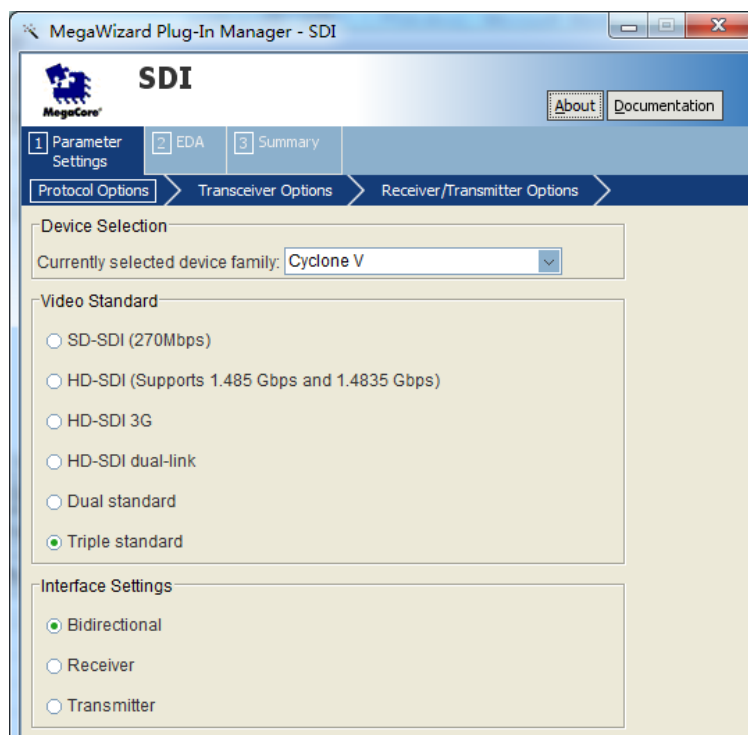 MegaWizard Plug-In Manager - SDI
SDI
MegaCore®
About
Documentation
1 Parameter Settings
2 EDA
3 Summary
Protocol Options
Transceiver Options
Receiver/Transmitter Options
Device Selection
Currently selected device family: Cyclone V
Video Standard
SD-SDI (270Mbps)
HD-SDI (Supports 1.485 Gbps and 1.4835 Gbps)
HD-SDI 3G
HD-SDI dual-link
Dual standard
Triple standard
Interface Settings
Bidirectional
Receiver
Transmitter